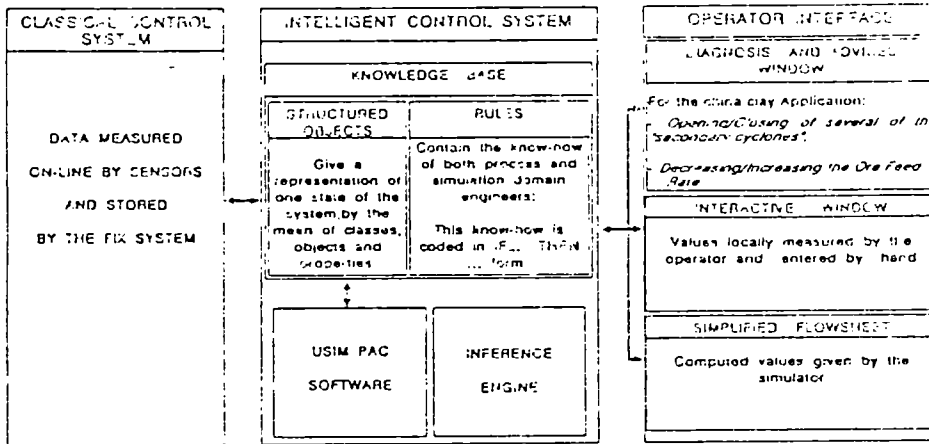 CLASSICAL CONTROL
SYSTEM
DATA MEASURED
ON-LINE BY SENSORS
AND STORED
BY THE FIX SYSTEM
INTELLIGENT CONTROL SYSTEM
KNOWLEDGE BASE
STRUCTURED
OBJECTS
Give a
representation of
one state of the
system, by the
mean of classes,
objects and
properties
RULES
Contain the know-how
of both process and
simulation domain
engineers:
This know-how is
coded in IF... THEN
... form
USIM PAC
SOFTWARE
INFERENCE
ENGINE
OPERATOR INTERFACE
DIAGNOSIS AND
WINDOW
For the china clay Application:
- Opening/Closing of several of th
"secondary cyclones",
- Decreasing/Increasing the Ore Feed
Rate
INTERACTIVE WINDOW
Values locally measured by the
operator and entered by hand
SIMPLIFIED FLOWSHEET
Computed values given by the
simulator